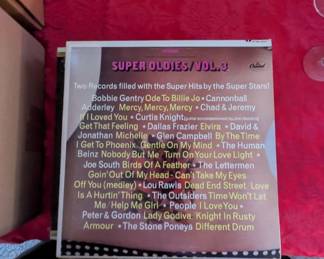 SUPER OLDIES/VOL.3
Capitol
Two Records filled with the Super Hits by the Super Stars!
Bobbie Gentry Ode To Billie Jo • Cannonball
Adderley Mercy, Mercy, Mercy • Chad & Jeremy
If I Loved You • Curtis Knight
Get That Feeling • Dallas Frazier Elvira • David &
Jonathan Michelle • Glen Campbell By The Time
I Get To Phoenix Gentle On My Mind • The Human
Beinz Nobody But Me Turn On Your Love Light •
Joe South Birds Of A Feather • The Lettermen
Goin' Out Of My Head - Can't Take My Eyes
Off You (medley) • Lou Rawls Dead End Street Love
Is A Hurtin' Thing • The Outsiders Time Won't Let
Me Help Me Girl • People I Love You •
Peter & Gordon Lady Godiva Knight In Rusty
Armour • The Stone Poneys Different Drum